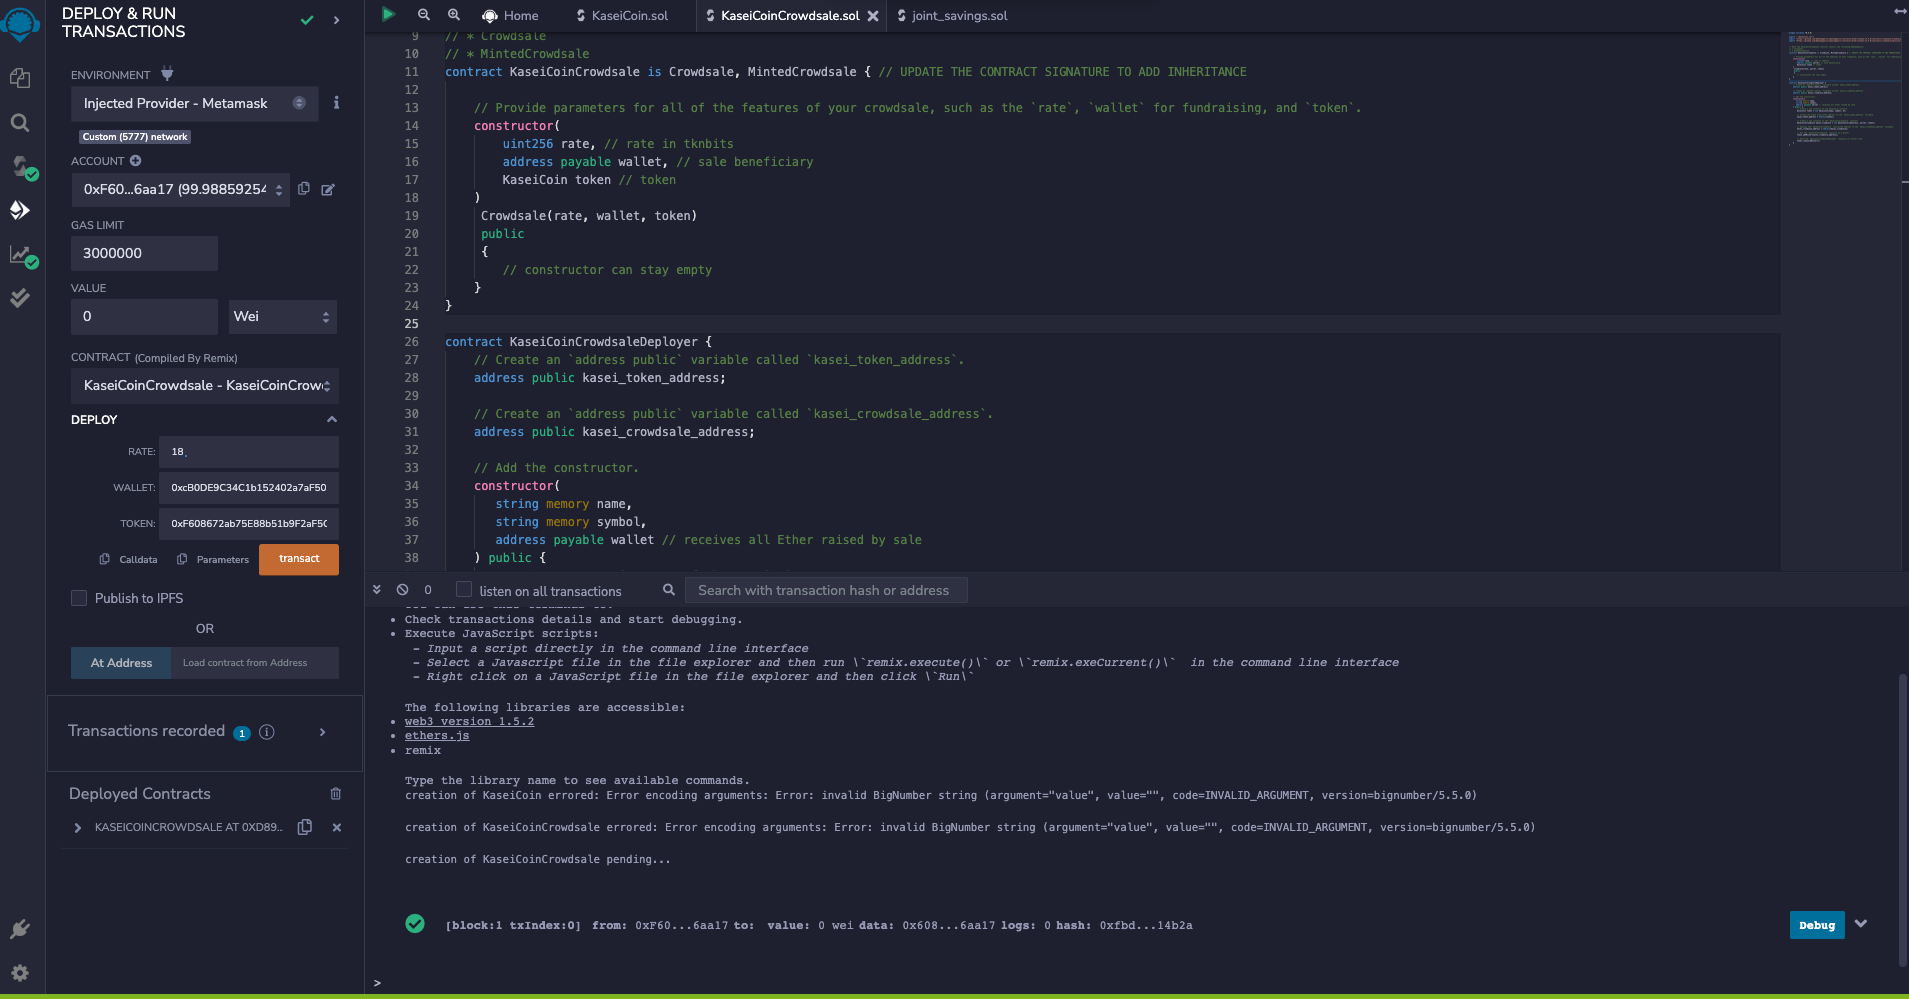 DEPLOY & RUN
TRANSACTIONS
ENVIRONMENT
Injected Provider - Metamask
Custom (5777) network
ACCOUNT
0xF60...6aa17 (99.98859254
GAS LIMIT
3000000
VALUE
0
Wei
CONTRACT (Compiled By Remix)
KaseiCoinCrowdsale - KaseiCoinCrow
DEPLOY
RATE:
18
WALLET:
0xcB0DE9C34C1b152402a7aF50
TOKEN:
0xF608672ab75E88b51b9F2aF5
Calldata
Parameters
transact
Publish to IPFS
OR
At Address
Load contract from Address
Transactions recorded 1
Deployed Contracts
KASEICOINCROWDSALE AT 0XD89...
Home
KaseiCoin.sol
KaseiCoinCrowdsale.sol
joint_savings.sol
9 // * Crowdsale
10 // * MintedCrowdsale
11 contract KaseiCoinCrowdsale is Crowdsale, MintedCrowdsale { // UPDATE THE CONTRACT SIGNATURE TO ADD INHERITANCE
12
13 // Provide parameters for all of the features of your crowdsale, such as the `rate`, `wallet` for fundraising, and `token`.
14 constructor(
15 uint256 rate, // rate in tknbits
16 address payable wallet, // sale beneficiary
17 KaseiCoin token // token
18 )
19 Crowdsale(rate, wallet, token)
20 public
21 {
22 // constructor can stay empty
23 }
24 }
25
26 contract KaseiCoinCrowdsaleDeployer {
27 // Create an `address public` variable called `kasei_token_address`.
28 address public kasei_token_address;
29
30 // Create an `address public` variable called `kasei_crowdsale_address`.
31 address public kasei_crowdsale_address;
32
33 // Add the constructor.
34 constructor(
35 string memory name,
36 string memory symbol,
37 address payable wallet // receives all Ether raised by sale
38 ) public {
0
listen on all transactions
Search with transaction hash or address
• Check transactions details and start debugging.
• Execute JavaScript scripts:
- Input a script directly in the command line interface
- Select a Javascript file in the file explorer and then run \`remix.execute()\` or \`remix.exeCurrent()\` in the command line interface
- Right click on a JavaScript file in the file explorer and then click \`Run\`
The following libraries are accessible:
• web3 version 1.5.2
• ethers.js
• remix
Type the library name to see available commands.
creation of KaseiCoin errored: Error encoding arguments: Error: invalid BigNumber string (argument="value", value="", code=INVALID_ARGUMENT, version=bignumber/5.5.0)
creation of KaseiCoinCrowdsale errored: Error encoding arguments: Error: invalid BigNumber string (argument="value", value="", code=INVALID_ARGUMENT, version=bignumber/5.5.0)
creation of KaseiCoinCrowdsale pending...
[block:1 txIndex:0] from: 0xF60...6aa17 to: value: 0 wei data: 0x608...6aa17 logs: 0 hash: 0xfbd...14b2a
Debug
>